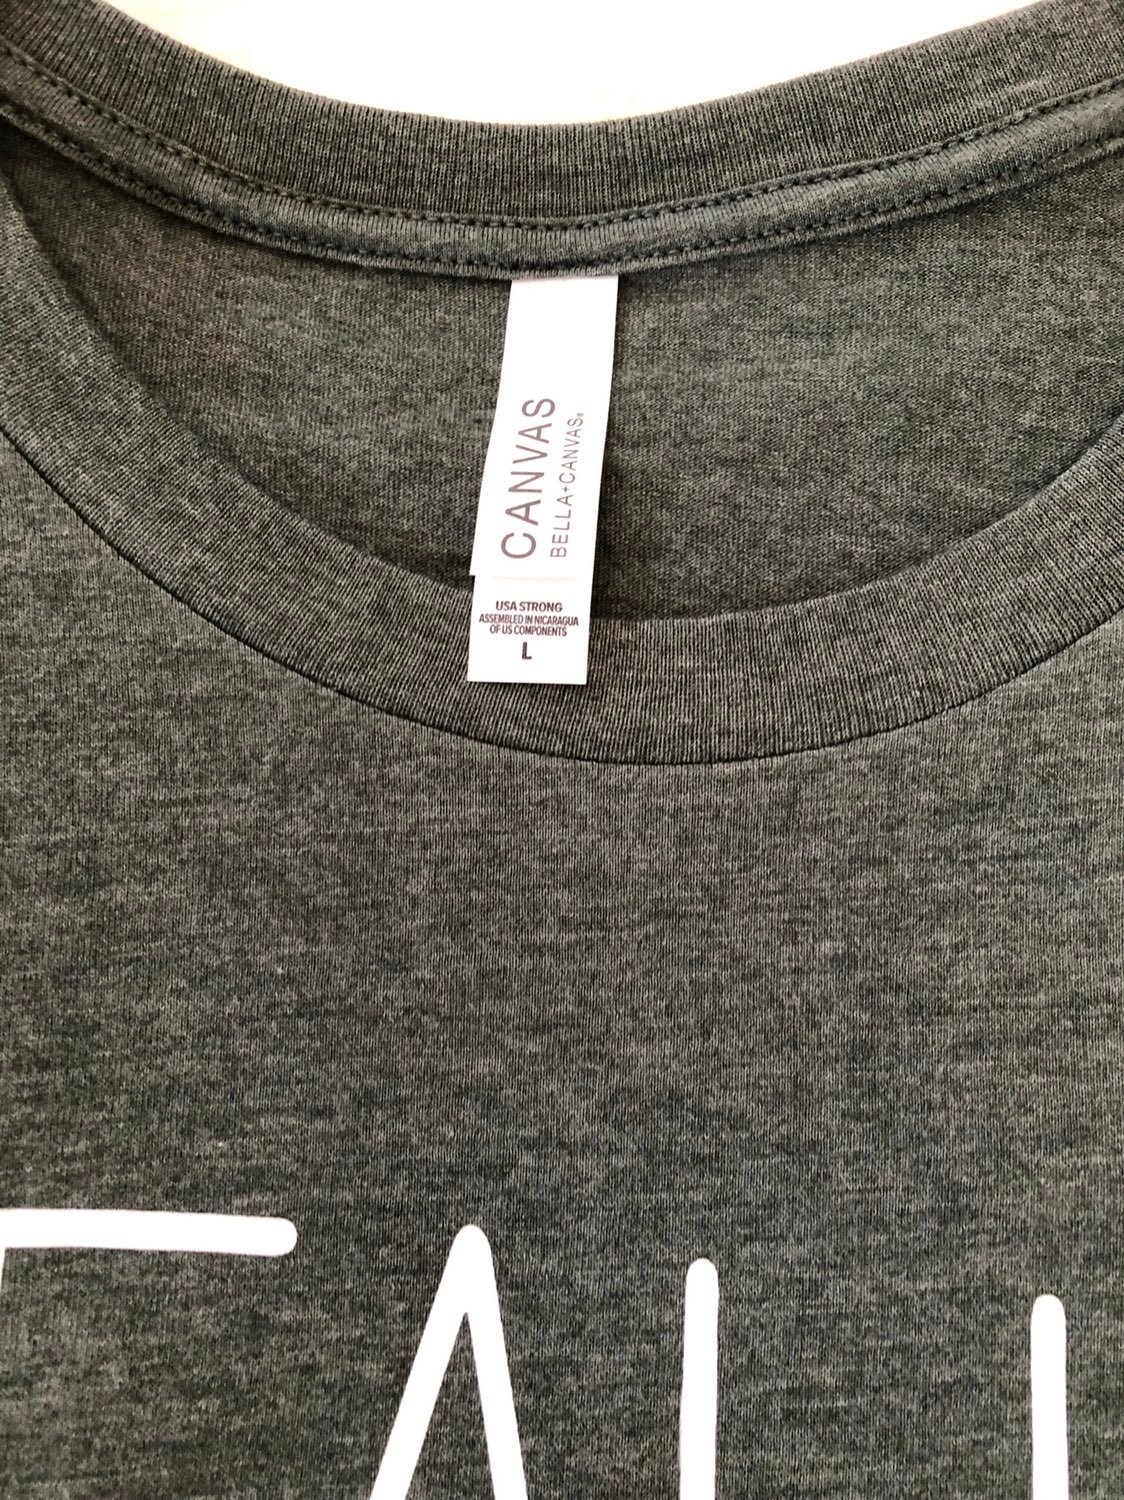 CANVAS
BELLA+CANVAS®
USA STRONG
ASSEMBLED IN NICARAGUA
OF US COMPONENTS
L